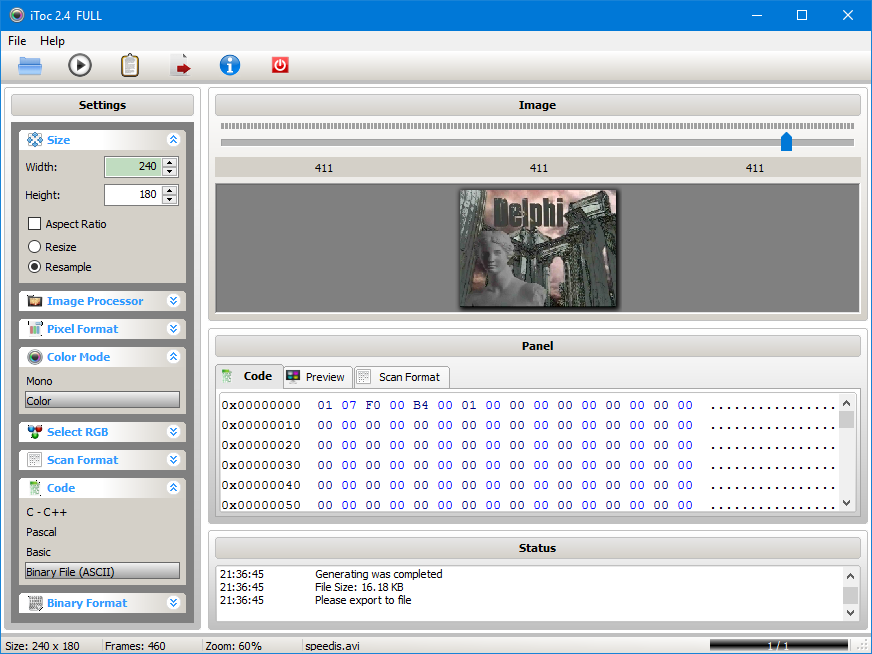 iToc 2.4 FULL
File Help
Settings
Size
Width: 240
Height: 180
Aspect Ratio
Resize
Resample
Image Processor
Pixel Format
Color Mode
Mono
Color
Select RGB
Scan Format
Code
C - C++
Pascal
Basic
Binary File (ASCII)
Binary Format
Image
411 411 411
Delphi
Panel
Code Preview Scan Format
0x00000000 01 07 F0 00 B4 00 01 00 00 00 00 00 00 00 00 00 ................
0x00000010 00 00 00 00 00 00 00 00 00 00 00 00 00 00 00 00 ................
0x00000020 00 00 00 00 00 00 00 00 00 00 00 00 00 00 00 00 ................
0x00000030 00 00 00 00 00 00 00 00 00 00 00 00 00 00 00 00 ................
0x00000040 00 00 00 00 00 00 00 00 00 00 00 00 00 00 00 00 ................
0x00000050 00 00 00 00 00 00 00 00 00 00 00 00 00 00 00 00 ................
Status
21:36:45 Generating was completed
21:36:45 File Size: 16.18 KB
21:36:45 Please export to file
Size: 240 x 180 Frames: 460 Zoom: 60% speedis.avi 1 / 1